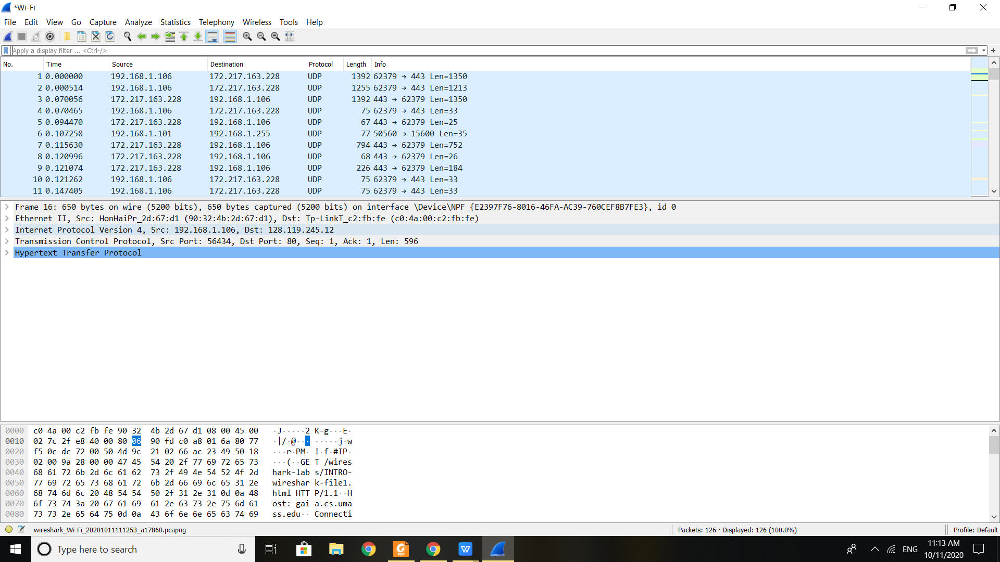 *Wi-Fi
File Edit View Go Capture Analyze Statistics Telephony Wireless Tools Help
Apply a display filter ... <Ctrl-/>
No. Time Source Destination Protocol Length Info
1 0.000000 192.168.1.106 172.217.163.228 UDP 1392 62379 → 443 Len=1350
2 0.000514 192.168.1.106 172.217.163.228 UDP 1255 62379 → 443 Len=1213
3 0.070056 172.217.163.228 192.168.1.106 UDP 1392 443 → 62379 Len=1350
4 0.070465 192.168.1.106 172.217.163.228 UDP 75 62379 → 443 Len=33
5 0.094470 172.217.163.228 192.168.1.106 UDP 67 443 → 62379 Len=25
6 0.107258 192.168.1.101 192.168.1.255 UDP 77 50560 → 15600 Len=35
7 0.115630 172.217.163.228 192.168.1.106 UDP 794 443 → 62379 Len=752
8 0.120996 172.217.163.228 192.168.1.106 UDP 68 443 → 62379 Len=26
9 0.121074 172.217.163.228 192.168.1.106 UDP 226 443 → 62379 Len=184
10 0.121262 192.168.1.106 172.217.163.228 UDP 75 62379 → 443 Len=33
11 0.147405 192.168.1.106 172.217.163.228 UDP 75 62379 → 443 Len=33
Frame 16: 650 bytes on wire (5200 bits), 650 bytes captured (5200 bits) on interface \Device\NPF_{E2397F76-8016-46FA-AC39-760CEF8B7FE3}, id 0
Ethernet II, Src: HonHaiPr_2d:67:d1 (90:32:4b:2d:67:d1), Dst: Tp-LinkT_c2:fb:fe (c0:4a:00:c2:fb:fe)
Internet Protocol Version 4, Src: 192.168.1.106, Dst: 128.119.245.12
Transmission Control Protocol, Src Port: 56434, Dst Port: 80, Seq: 1, Ack: 1, Len: 596
Hypertext Transfer Protocol
0000 c0 4a 00 c2 fb fe 90 32 4b 2d 67 d1 08 00 45 00 ·J·····2 K-g···E·
0010 02 7c 2f e8 40 00 80 06 90 fd c0 a8 01 6a 80 77 ·|/·@··· ·····j·w
0020 f5 0c dc 72 00 50 4d 9c 21 02 66 ac 23 49 50 18 ···r·PM· !·f·#IP·
0030 02 00 9a 28 00 00 47 45 54 20 2f 77 69 72 65 73 ···(··GE T /wires
0040 68 61 72 6b 2d 6c 61 62 73 2f 49 4e 54 52 4f 2d hark-lab s/INTRO-
0050 77 69 72 65 73 68 61 72 6b 2d 66 69 6c 65 31 2e wireshar k-file1.
0060 68 74 6d 6c 20 48 54 54 50 2f 31 2e 31 0d 0a 48 html HTT P/1.1··H
0070 6f 73 74 3a 20 67 61 69 61 2e 63 73 2e 75 6d 61 ost: gai a.cs.uma
0080 73 73 2e 65 64 75 0d 0a 43 6f 6e 6e 65 63 74 69 ss.edu·· Connecti
wireshark_Wi-Fi_20201011111253_a17860.pcapng Packets: 126 · Displayed: 126 (100.0%) Profile: Default
Type here to search ENG 11:13 AM
10/11/2020